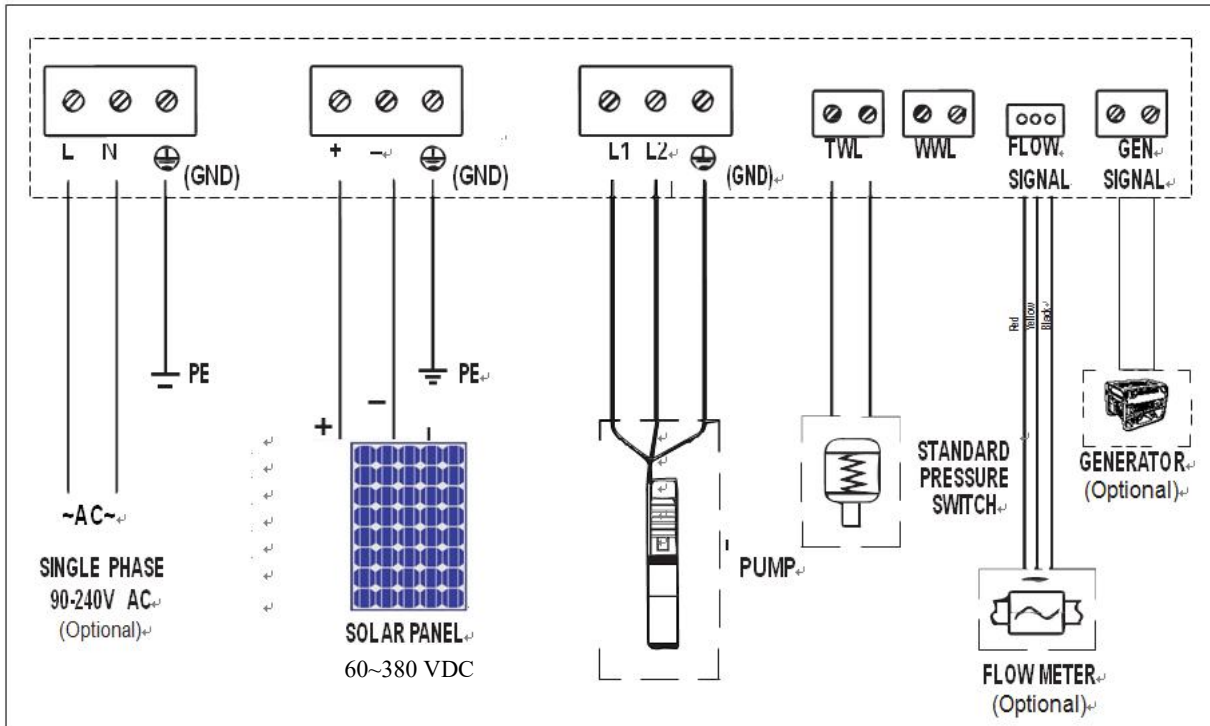 L N (GND)
+ − (GND)
L1 L2 (GND)
TWL
WWL
FLOW
SIGNAL
GEN
SIGNAL
PE
PE
+ −
Red
Yellow
Black
~AC~
SINGLE PHASE
90-240V AC
(Optional)
SOLAR PANEL
60~380 VDC
PUMP
STANDARD
PRESSURE
SWITCH
GENERATOR
(Optional)
FLOW METER
(Optional)